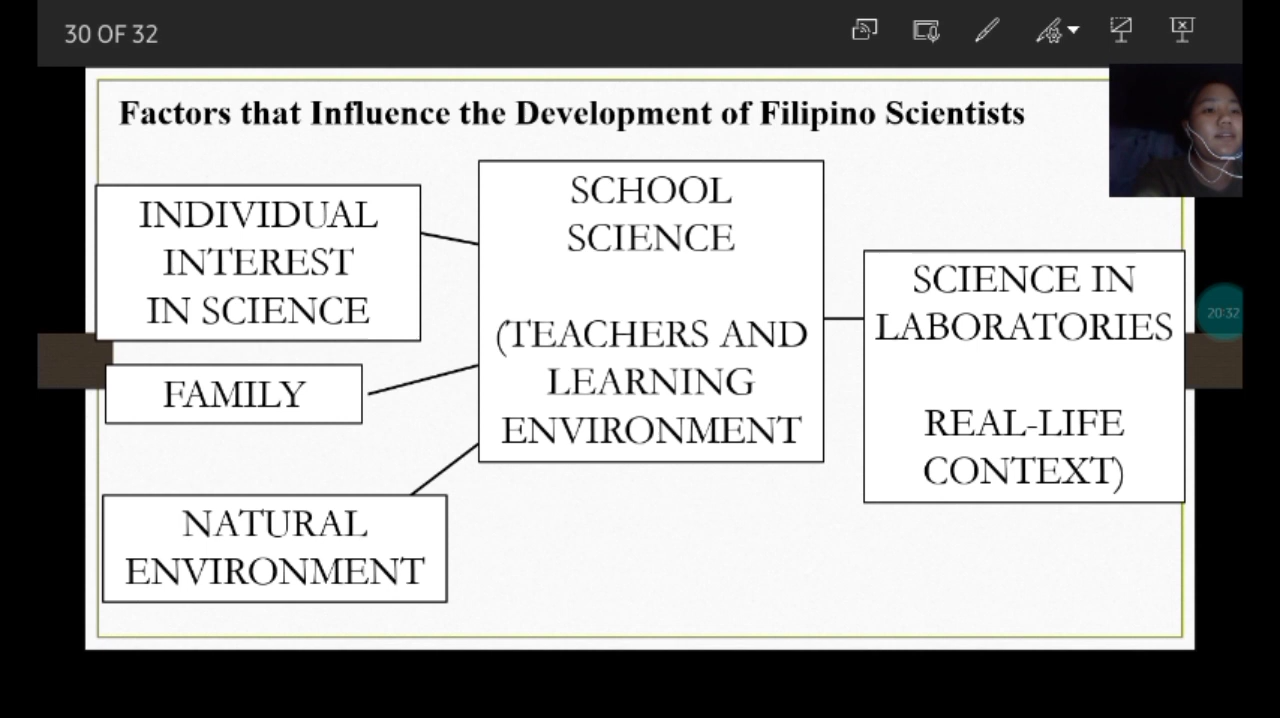 30 OF 32
Factors that Influence the Development of Filipino Scientists
INDIVIDUAL
INTEREST
IN SCIENCE
FAMILY
NATURAL
ENVIRONMENT
SCHOOL
SCIENCE
(TEACHERS AND
LEARNING
ENVIRONMENT
SCIENCE IN
LABORATORIES
REAL-LIFE
CONTEXT)
20:32